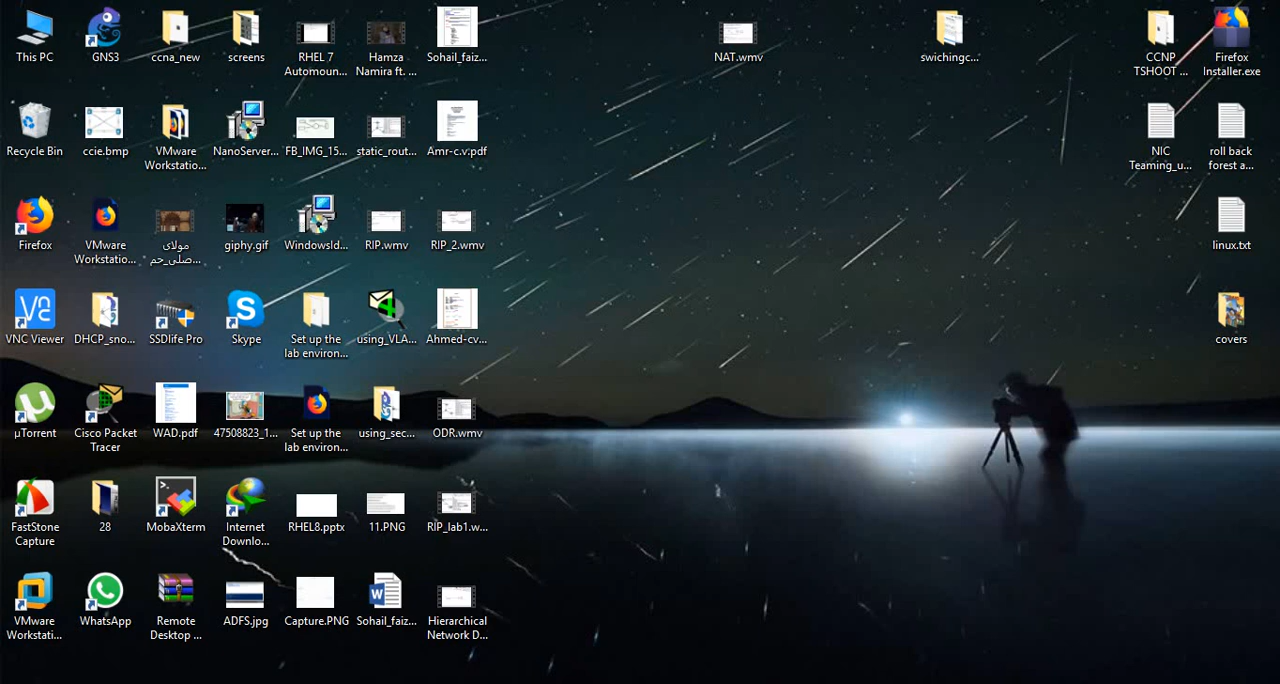 This PC
GNS3
ccna_new
screens
RHEL 7
Automoun...
Hamza
Namira ft. ...
Sohail_faiz...
NAT.wmv
swichingc...
CCNP
TSHOOT ...
Firefox
Installer.exe
Recycle Bin
ccie.bmp
VMware
Workstatio...
NanoServer...
FB_IMG_15...
static_rout...
Amr-c.v.pdf
NIC
Teaming_u...
roll back
forest a...
Firefox
VMware
Workstatio...
مولاى
صلى_حم...
giphy.gif
WindowsId...
RIP.wmv
RIP_2.wmv
linux.txt
VNC Viewer
DHCP_sno...
SSDlife Pro
Skype
Set up the
lab environ...
using_VLA...
Ahmed-cv...
covers
µTorrent
Cisco Packet
Tracer
WAD.pdf
47508823_1...
Set up the
lab environ...
using_sec...
ODR.wmv
FastStone
Capture
28
MobaXterm
Internet
Downlo...
RHEL8.pptx
11.PNG
RIP_lab1.w...
VMware
Workstati...
WhatsApp
Remote
Desktop ...
ADFS.jpg
Capture.PNG
Sohail_faiz...
Hierarchical
Network D...